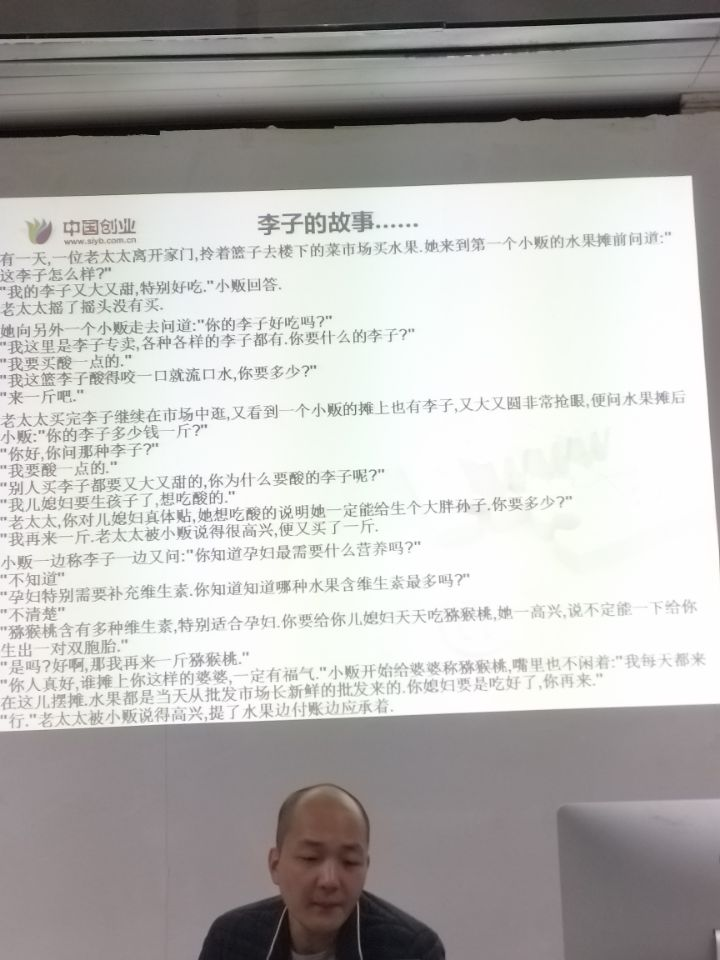 中国创业
www.siyb.com.cn
李子的故事......
有一天,一位老太太离开家门,拎着篮子去楼下的菜市场买水果.她来到第一个小贩的水果摊前问道:"
这李子怎么样?"
"我的李子又大又甜,特别好吃."小贩回答.
老太太摇了摇头没有买.
她向另外一个小贩走去问道:"你的李子好吃吗?"
"我这里是李子专卖,各种各样的李子都有.你要什么的李子?"
"我要买酸一点的."
"我这篮李子酸得咬一口就流口水,你要多少?"
"来一斤吧."
老太太买完李子继续在市场中逛,又看到一个小贩的摊上也有李子,又大又圆非常抢眼,便问水果摊后
小贩:"你的李子多少钱一斤?"
"你好,你问那种李子?"
"我要酸一点的."
"别人买李子都要又大又甜的,你为什么要酸的李子呢?"
"我儿媳妇要生孩子了,想吃酸的."
"老太太,你对儿媳妇真体贴,她想吃酸的说明她一定能给生个大胖孙子.你要多少?"
"我再来一斤.老太太被小贩说得很高兴,便又买了一斤.
小贩一边称李子一边又问:"你知道孕妇最需要什么营养吗?"
"不知道"
"孕妇特别需要补充维生素.你知道知道哪种水果含维生素最多吗?"
"不清楚"
"猕猴桃含有多种维生素,特别适合孕妇.你要给你儿媳妇天天吃猕猴桃,她一高兴,说不定能一下给你
生出一对双胞胎."
"是吗?好啊,那我再来一斤猕猴桃."
"你人真好,谁摊上你这样的婆婆,一定有福气."小贩开始给婆婆称猕猴桃,嘴里也不闲着:"我每天都来
在这儿摆摊.水果都是当天从批发市场长新鲜的批发来的.你媳妇要是吃好了,你再来."
"行."老太太被小贩说得高兴,提了水果边付账边应承着.